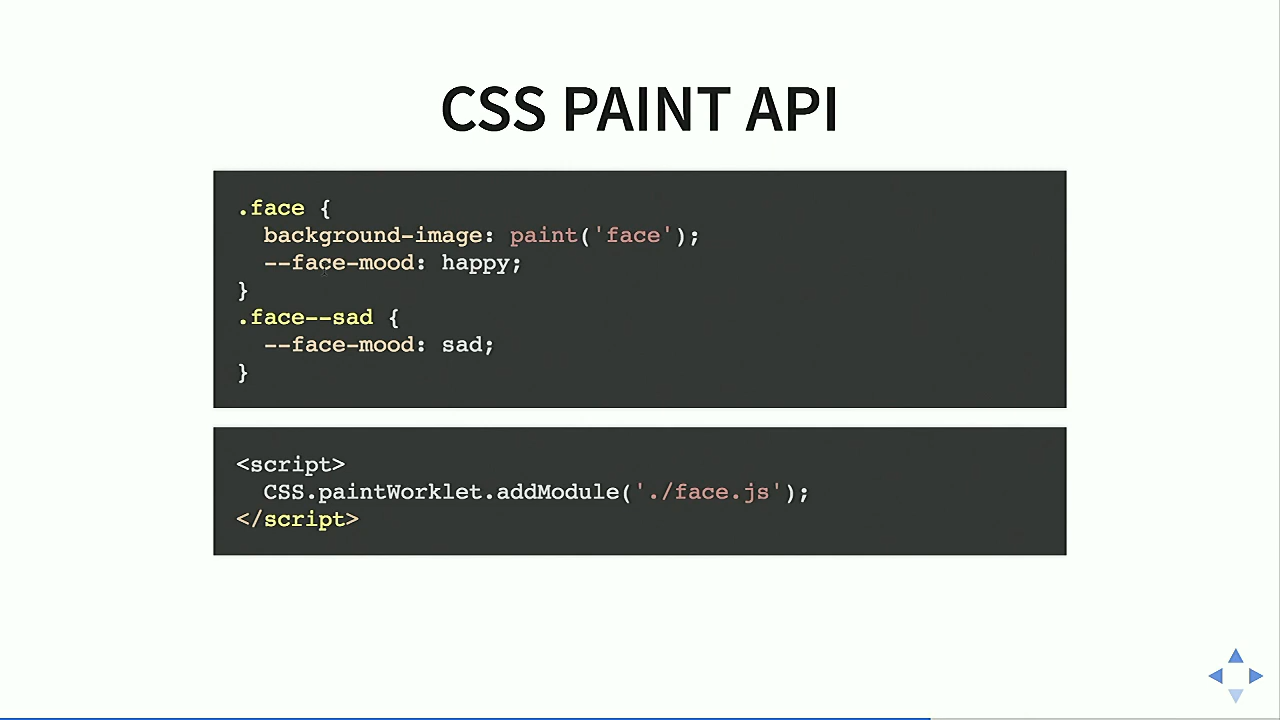 CSS PAINT API
.face {
  background-image: paint('face');
  --face-mood: happy;
}
.face--sad {
  --face-mood: sad;
}
<script>
  CSS.paintWorklet.addModule('./face.js');
</script>